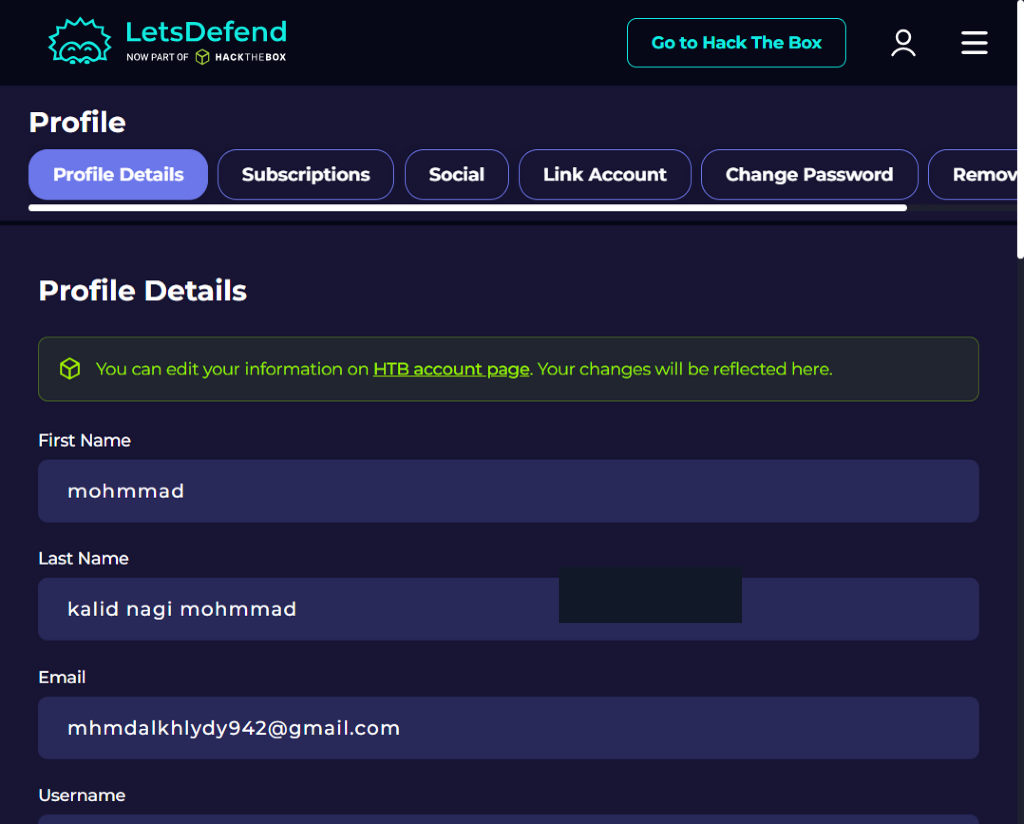 LetsDefend
NOW PART OF HACKTHEBOX
Go to Hack The Box
Profile
Profile Details
Subscriptions
Social
Link Account
Change Password
Remov
Profile Details
You can edit your information on HTB account page. Your changes will be reflected here.
First Name
mohmmad
Last Name
kalid nagi mohmmad
Email
mhmdalkhlydy942@gmail.com
Username